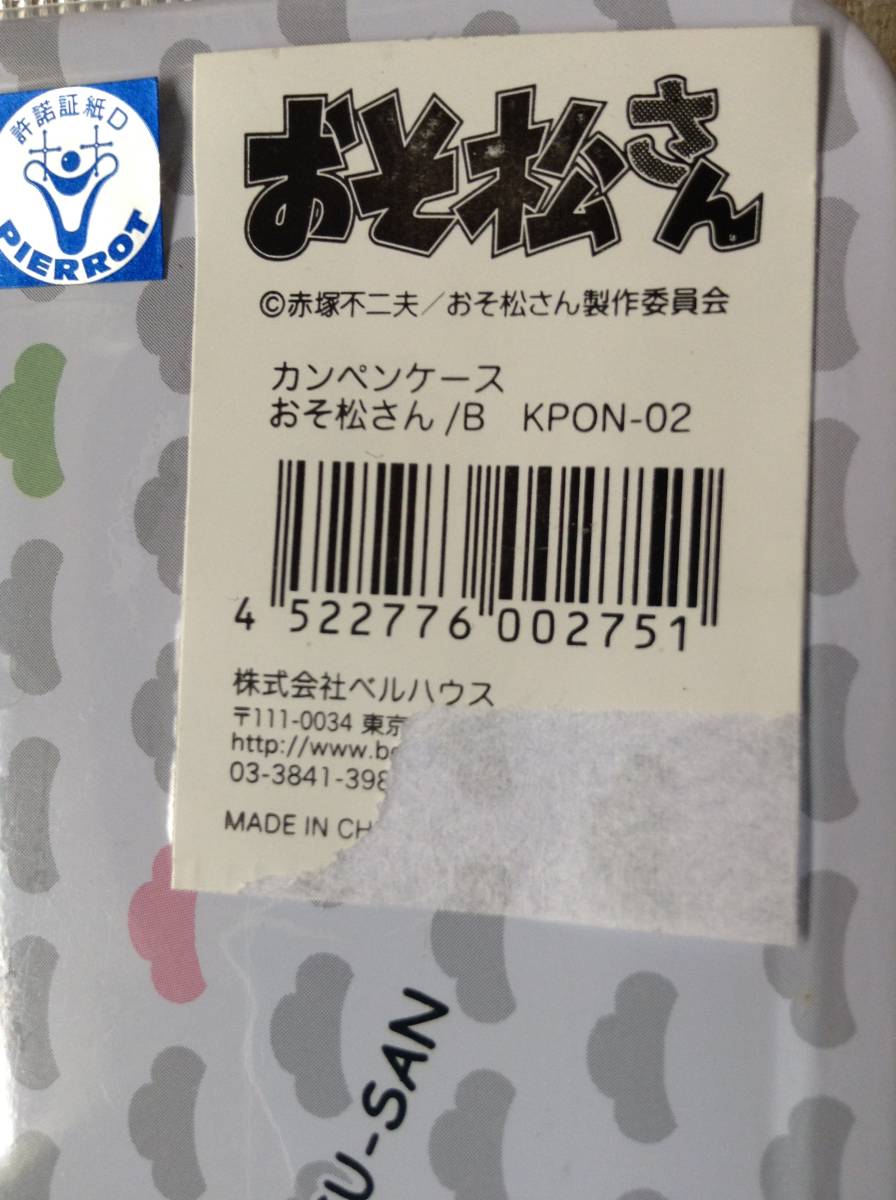 許諾証紙D
PIERROT
おそ松さん
©赤塚不二夫／おそ松さん製作委員会
カンペンケース
おそ松さん /B KPON-02
4 522776 002751
株式会社ベルハウス
〒111-0034 東京
http://www.be
03-3841-398
MADE IN CH
U-SAN